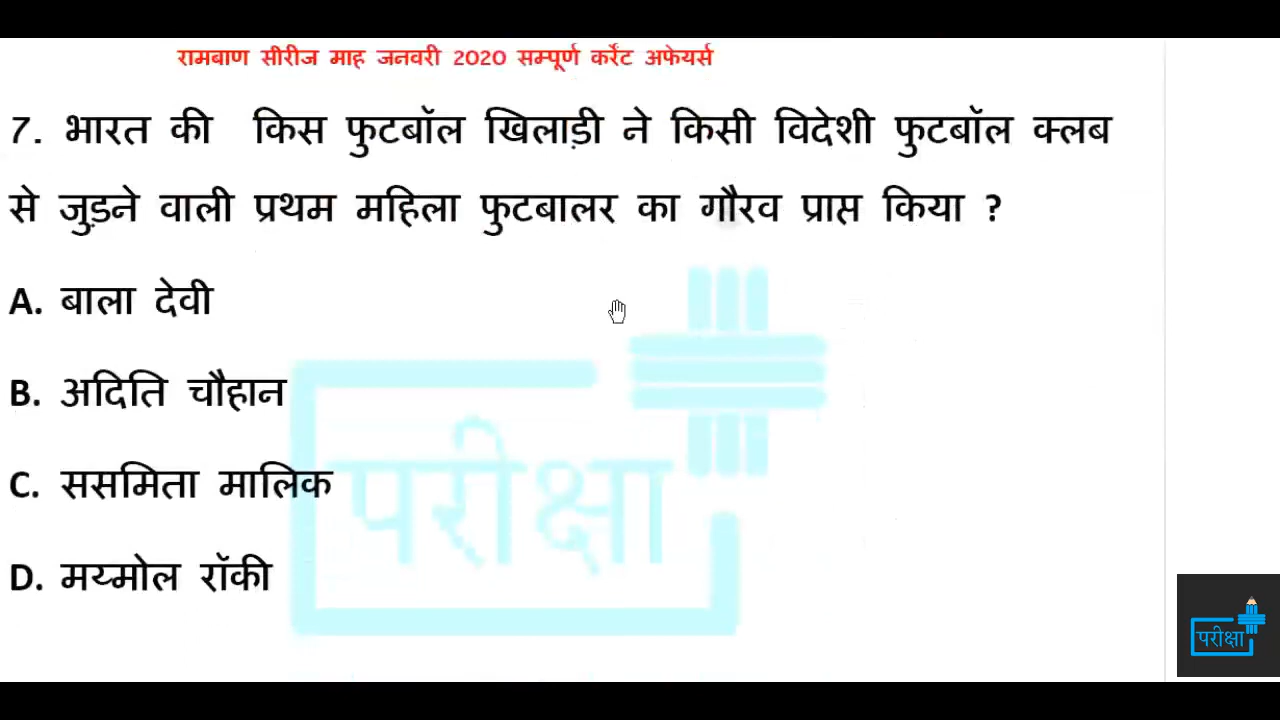 रामबाण सीरीज माह जनवरी 2020 सम्पूर्ण करेंट अफेयर्स
7. भारत की किस फुटबॉल खिलाड़ी ने किसी विदेशी फुटबॉल क्लब
से जुड़ने वाली प्रथम महिला फुटबालर का गौरव प्राप्त किया ?
A. बाला देवी
B. अदिति चौहान
C. ससमिता मालिक
D. मय्मोल रॉकी
परीक्षा
परीक्षा